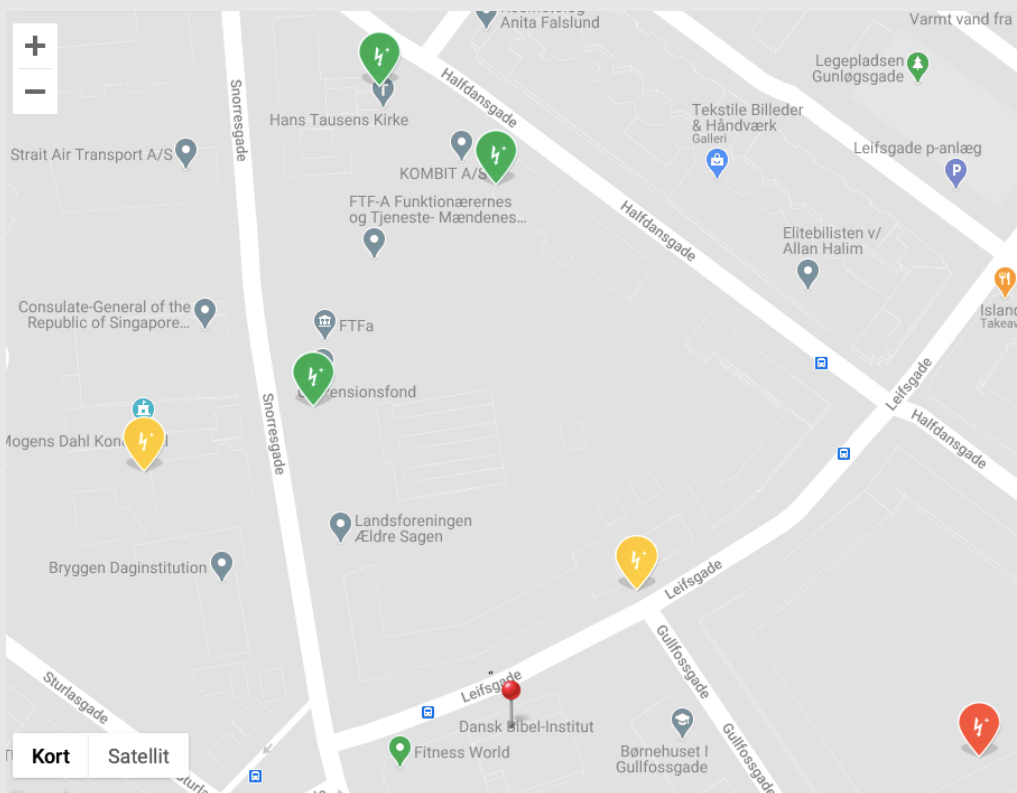 Anita Falslund
Varmt vand fra
Legepladsen
Gunløgsgade
Halfdansgade
Snorresgade
Hans Tausens Kirke
Tekstile Billeder
& Håndværk
Galleri
Strait Air Transport A/S
KOMBIT A/S
Leifsgade p-anlæg
FTF-A Funktionærernes
og Tjeneste- Mændenes...
Halfdansgade
Elitebilisten v/
Allan Halim
Consulate-General of the
Republic of Singapore...
FTFa
Takeaw
Leifsgade
Snorresgade
Halfdansgade
Mogens Dahl
Landsforeningen
Ældre Sagen
Bryggen Daginstitution
Leifsgade
Gullfossgade
Sturlasgade
Leifsgade
Dansk Bibel-Institut
Fitness World
Børnehuset I
Gullfossgade
Gullfossgade
Kort
Satellit